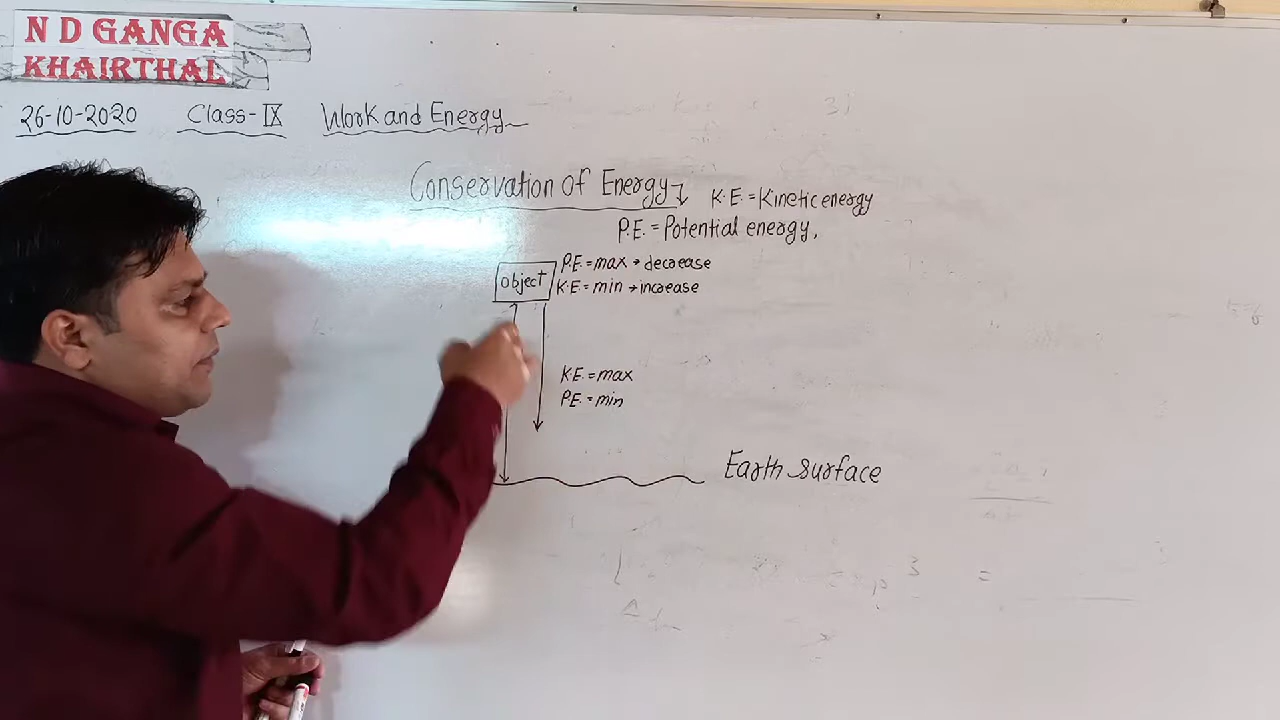 N D GANGA
KHAIRTHAL
26-10-2020 Class-IX Work and Energy
Conservation of Energy
K.E. = Kinetic energy
P.E. = Potential energy,
object
P.E. = max → decrease
K.E. = min → increase
K.E. = max
P.E. = min
Earth surface